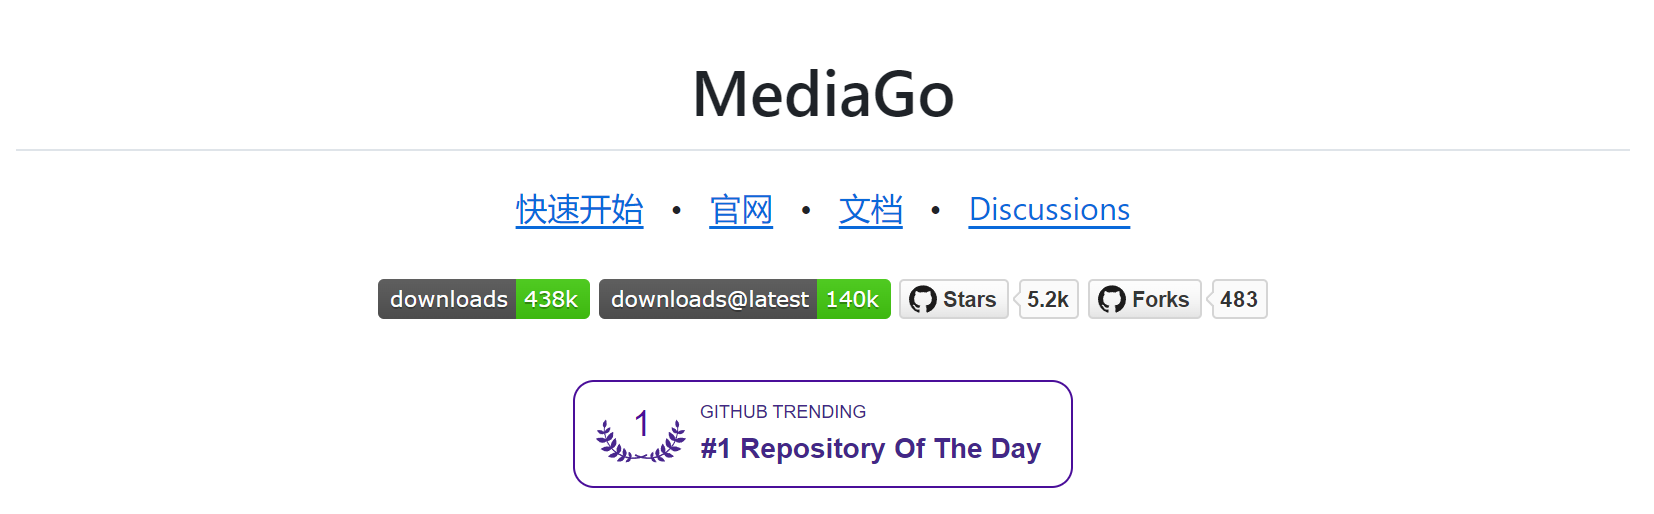 MediaGo
快速开始 • 官网 • 文档 • Discussions
downloads 438k downloads@latest 140k Stars 5.2k Forks 483
1
GITHUB TRENDING
#1 Repository Of The Day